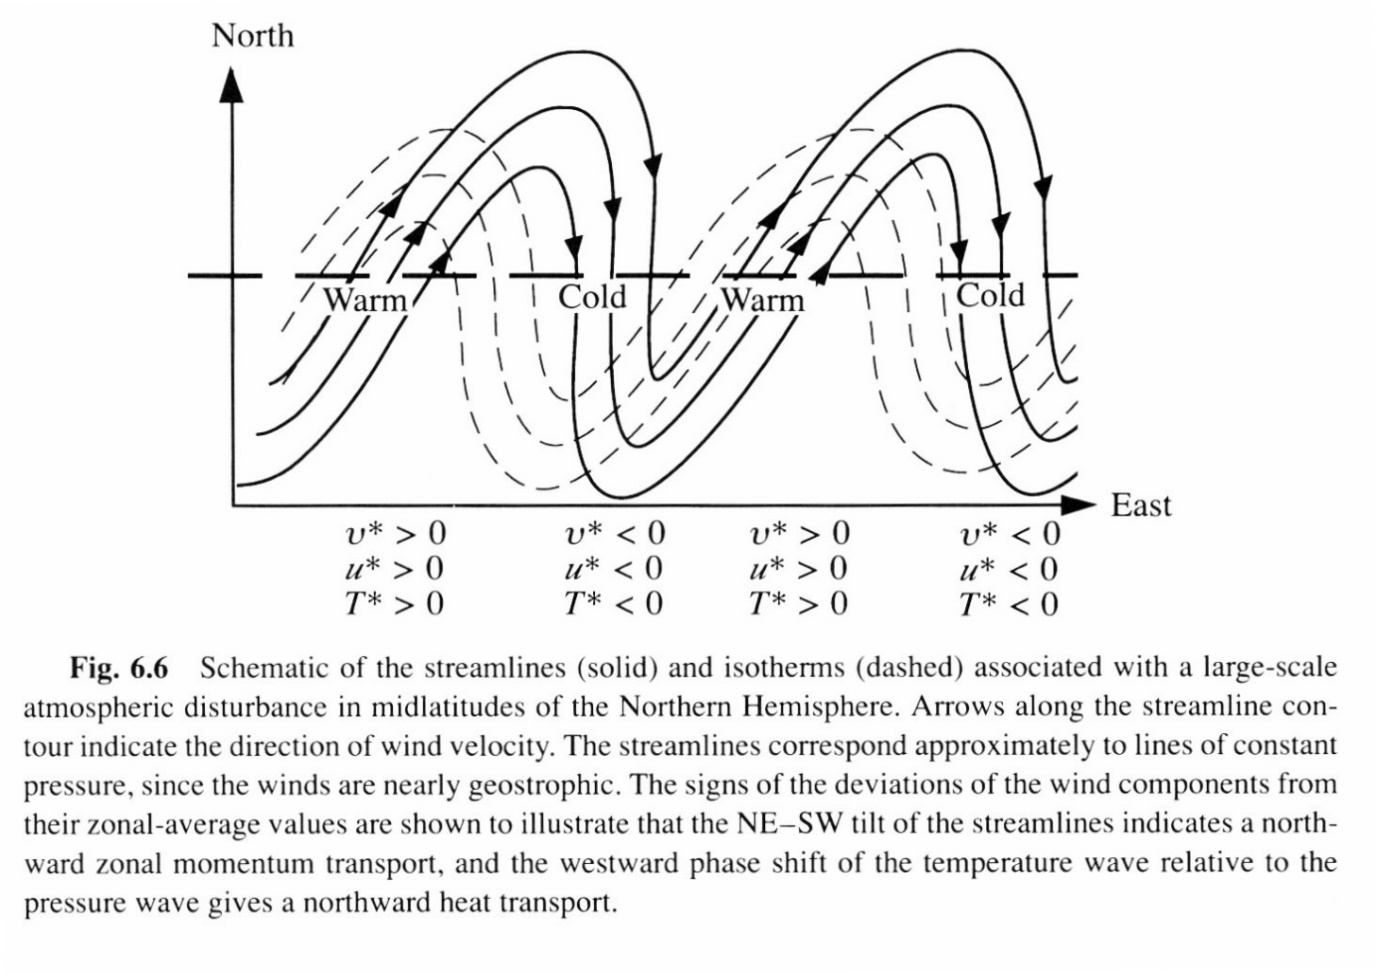 North
Warm Cold Warm Cold
East
v* > 0 v* < 0 v* > 0 v* < 0
u* > 0 u* < 0 u* > 0 u* < 0
T* > 0 T* < 0 T* > 0 T* < 0
Fig. 6.6 Schematic of the streamlines (solid) and isotherms (dashed) associated with a large-scale
atmospheric disturbance in midlatitudes of the Northern Hemisphere. Arrows along the streamline con-
tour indicate the direction of wind velocity. The streamlines correspond approximately to lines of constant
pressure, since the winds are nearly geostrophic. The signs of the deviations of the wind components from
their zonal-average values are shown to illustrate that the NE–SW tilt of the streamlines indicates a north-
ward zonal momentum transport, and the westward phase shift of the temperature wave relative to the
pressure wave gives a northward heat transport.